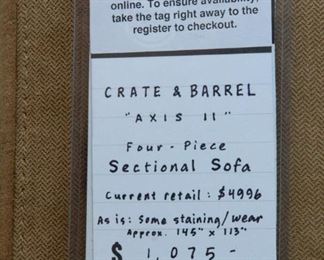 online. To ensure availability,
take the tag right away to the
register to checkout.
CRATE & BARREL
"AXIS II"
Four-Piece
Sectional Sofa
Current retail: $4996
As is: Some staining/wear
Approx. 145" x 113"
$ 1,075-